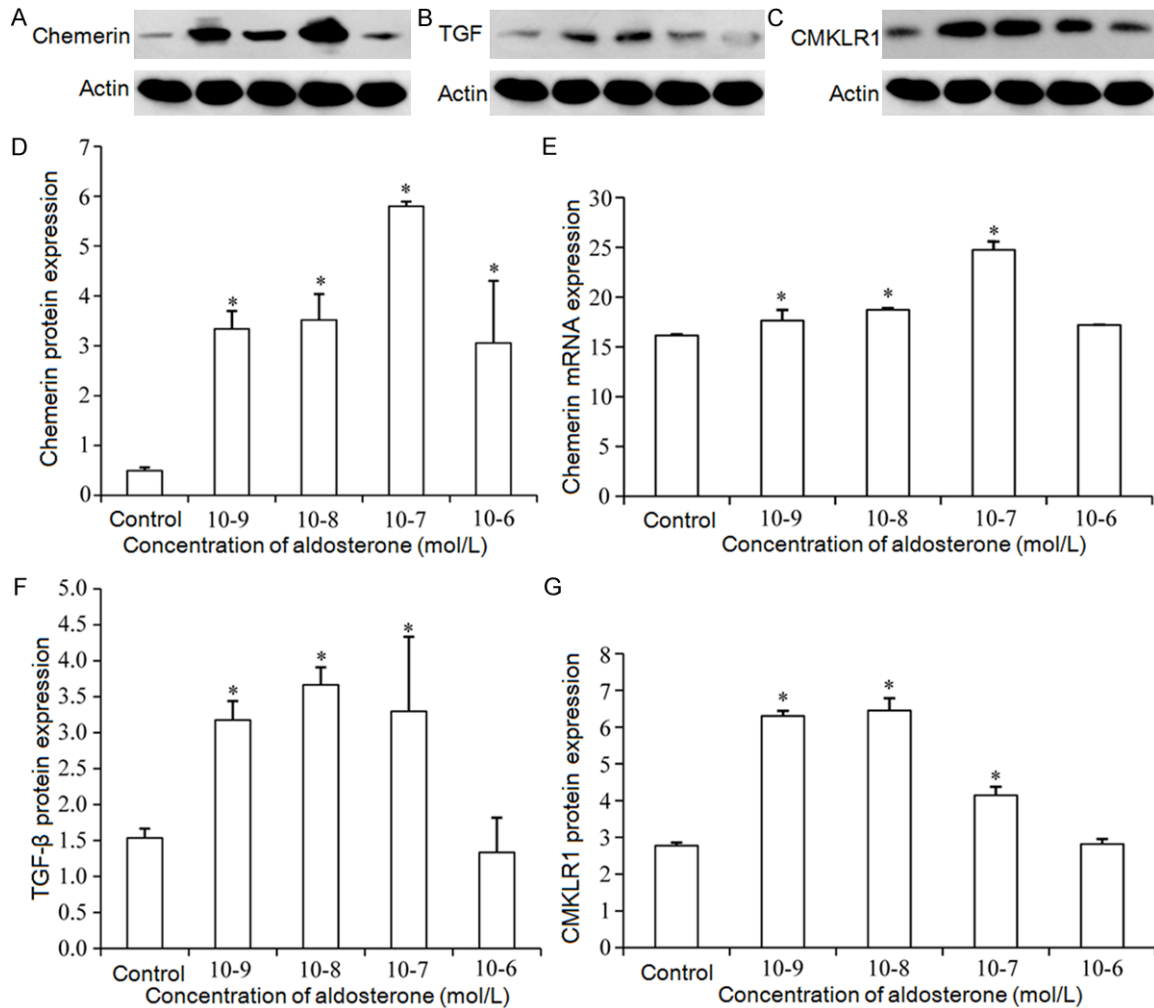 A
Chemerin
Actin
B
TGF
Actin
C
CMKLR1
Actin
D
Chemerin protein expression
7
6
5
4
3
2
1
0
*
*
*
*
Control
10-9
10-8
10-7
10-6
Concentration of aldosterone (mol/L)
E
Chemerin mRNA expression
30
25
20
15
10
5
0
*
*
*
Control
10-9
10-8
10-7
10-6
Concentration of aldosterone (mol/L)
F
TGF-β protein expression
5.0
4.5
4.0
3.5
3.0
2.5
2.0
1.5
1.0
0.5
0.0
*
*
*
Control
10-9
10-8
10-7
10-6
Concentration of aldosterone (mol/L)
G
CMKLR1 protein expression
8
7
6
5
4
3
2
1
0
*
*
*
Control
10-9
10-8
10-7
10-6
Concentration of aldosterone (mol/L)